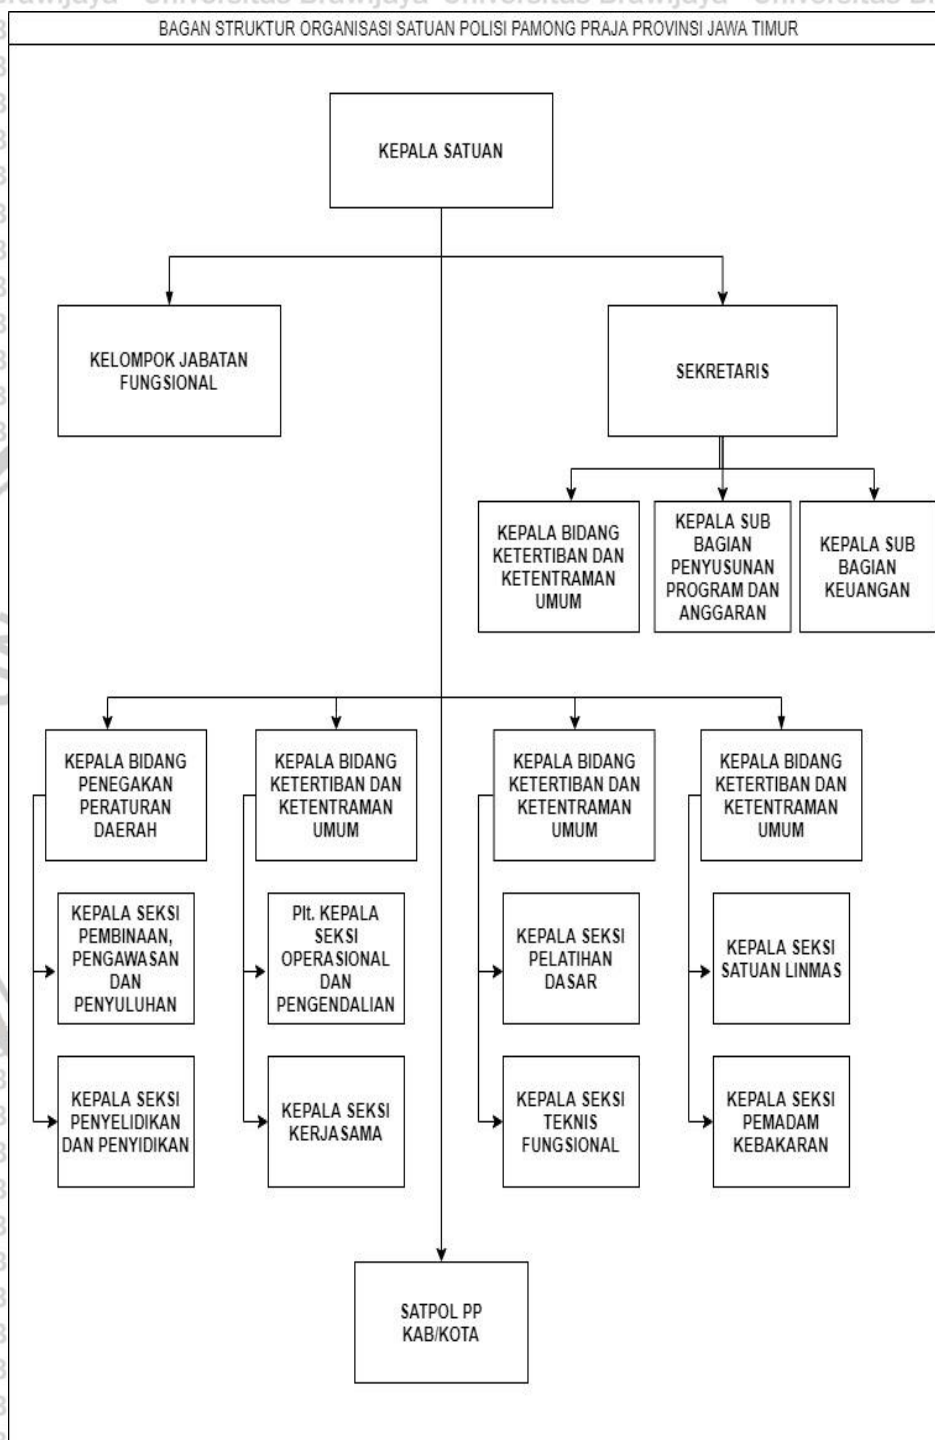 BAGAN STRUKTUR ORGANISASI SATUAN POLISI PAMONG PRAJA PROVINSI JAWA TIMUR
KEPALA SATUAN
KELOMPOK JABATAN
FUNGSIONAL
SEKRETARIS
KEPALA BIDANG
KETERTIBAN DAN
KETENTRAMAN
UMUM
KEPALA SUB
BAGIAN
PENYUSUNAN
PROGRAM DAN
ANGGARAN
KEPALA SUB
BAGIAN
KEUANGAN
KEPALA BIDANG
PENEGAKAN
PERATURAN
DAERAH
KEPALA BIDANG
KETERTIBAN DAN
KETENTRAMAN
UMUM
KEPALA BIDANG
KETERTIBAN DAN
KETENTRAMAN
UMUM
KEPALA BIDANG
KETERTIBAN DAN
KETENTRAMAN
UMUM
KEPALA SEKSI
PEMBINAAN,
PENGAWASAN
DAN
PENYULUHAN
Plt. KEPALA
SEKSI
OPERASIONAL
DAN
PENGENDALIAN
KEPALA SEKSI
PELATIHAN
DASAR
KEPALA SEKSI
SATUAN LINMAS
KEPALA SEKSI
PENYELIDIKAN
DAN PENYIDIKAN
KEPALA SEKSI
KERJASAMA
KEPALA SEKSI
TEKNIS
FUNGSIONAL
KEPALA SEKSI
PEMADAM
KEBAKARAN
SATPOL PP
KAB/KOTA